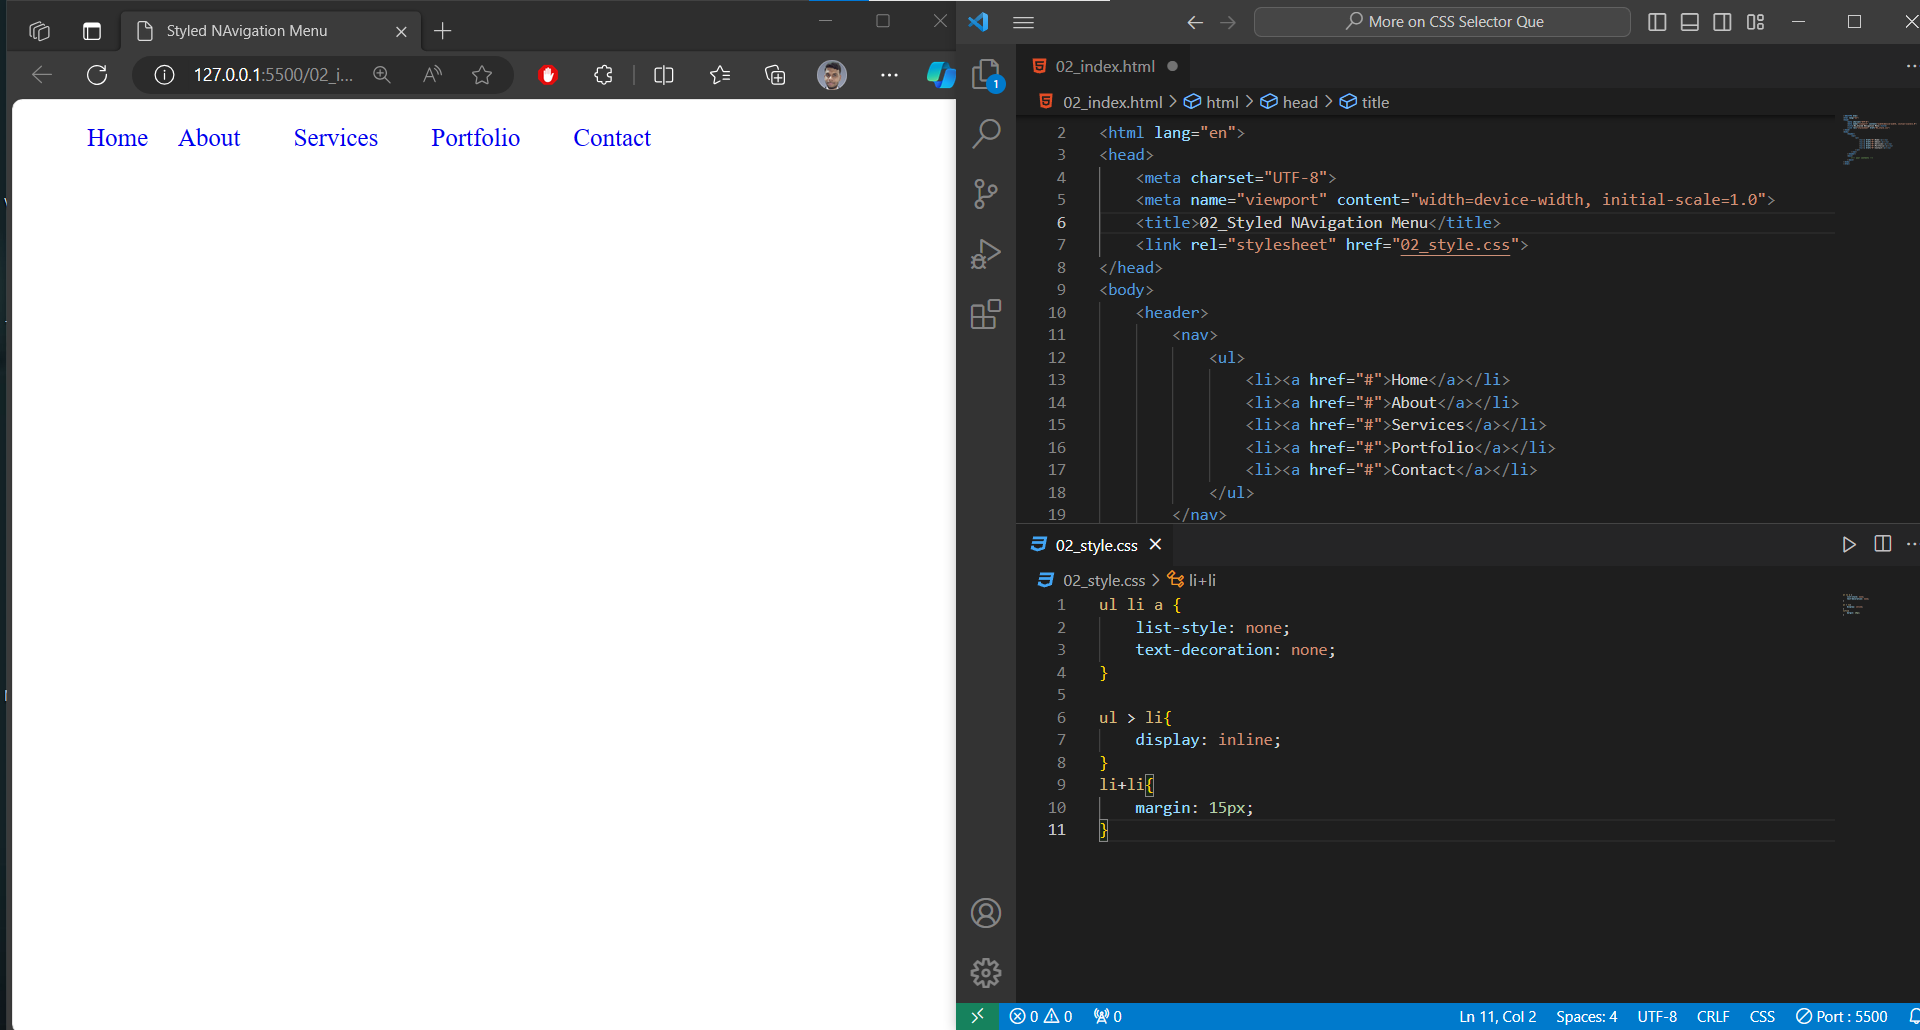 Styled NAvigation Menu
127.0.0.1:5500/02_i...
Home About Services Portfolio Contact
More on CSS Selector Que
1
02_index.html
02_index.html > html > head > title
2 <html lang="en">
3 <head>
4 <meta charset="UTF-8">
5 <meta name="viewport" content="width=device-width, initial-scale=1.0">
6 <title>02_Styled NAvigation Menu</title>
7 <link rel="stylesheet" href="02_style.css">
8 </head>
9 <body>
10 <header>
11 <nav>
12 <ul>
13 <li><a href="#">Home</a></li>
14 <li><a href="#">About</a></li>
15 <li><a href="#">Services</a></li>
16 <li><a href="#">Portfolio</a></li>
17 <li><a href="#">Contact</a></li>
18 </ul>
19 </nav>
02_style.css
02_style.css > li+li
1 ul li a {
2 list-style: none;
3 text-decoration: none;
4 }
5
6 ul > li{
7 display: inline;
8 }
9 li+li{
10 margin: 15px;
11 }
0 0 0 Ln 11, Col 2 Spaces: 4 UTF-8 CRLF CSS Port : 5500